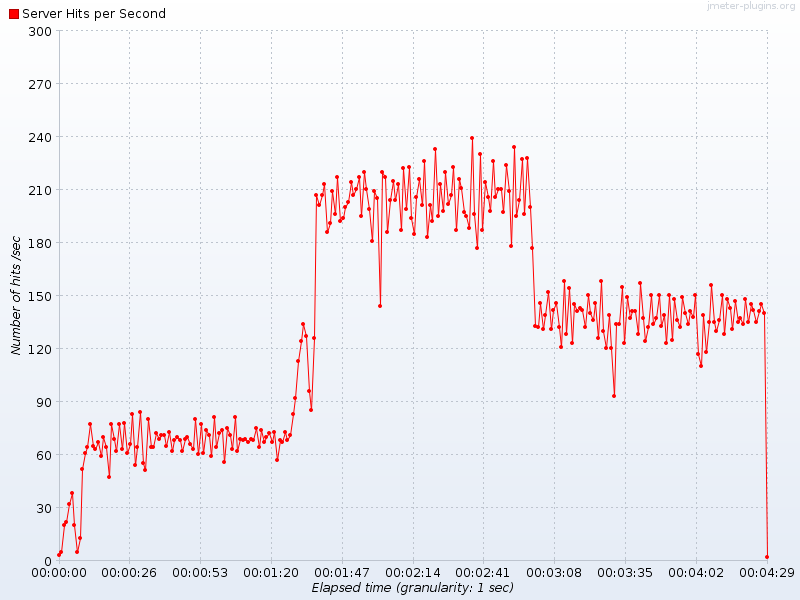 jmeter-plugins.org
Server Hits per Second
300
270
240
210
180
150
120
90
60
30
0
Number of hits /sec
00:00:00 00:00:26 00:00:53 00:01:20 00:01:47 00:02:14 00:02:41 00:03:08 00:03:35 00:04:02 00:04:29
Elapsed time (granularity: 1 sec)